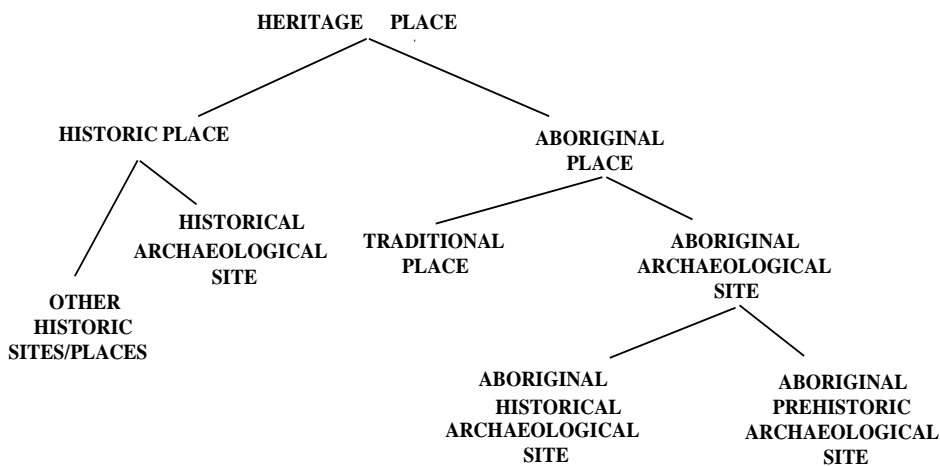 HERITAGE PLACE
HISTORIC PLACE
ABORIGINAL
PLACE
HISTORICAL
ARCHAEOLOGICAL
SITE
TRADITIONAL
PLACE
ABORIGINAL
ARCHAEOLOGICAL
SITE
OTHER
HISTORIC
SITES/PLACES
ABORIGINAL
HISTORICAL
ARCHAEOLOGICAL
SITE
ABORIGINAL
PREHISTORIC
ARCHAEOLOGICAL
SITE